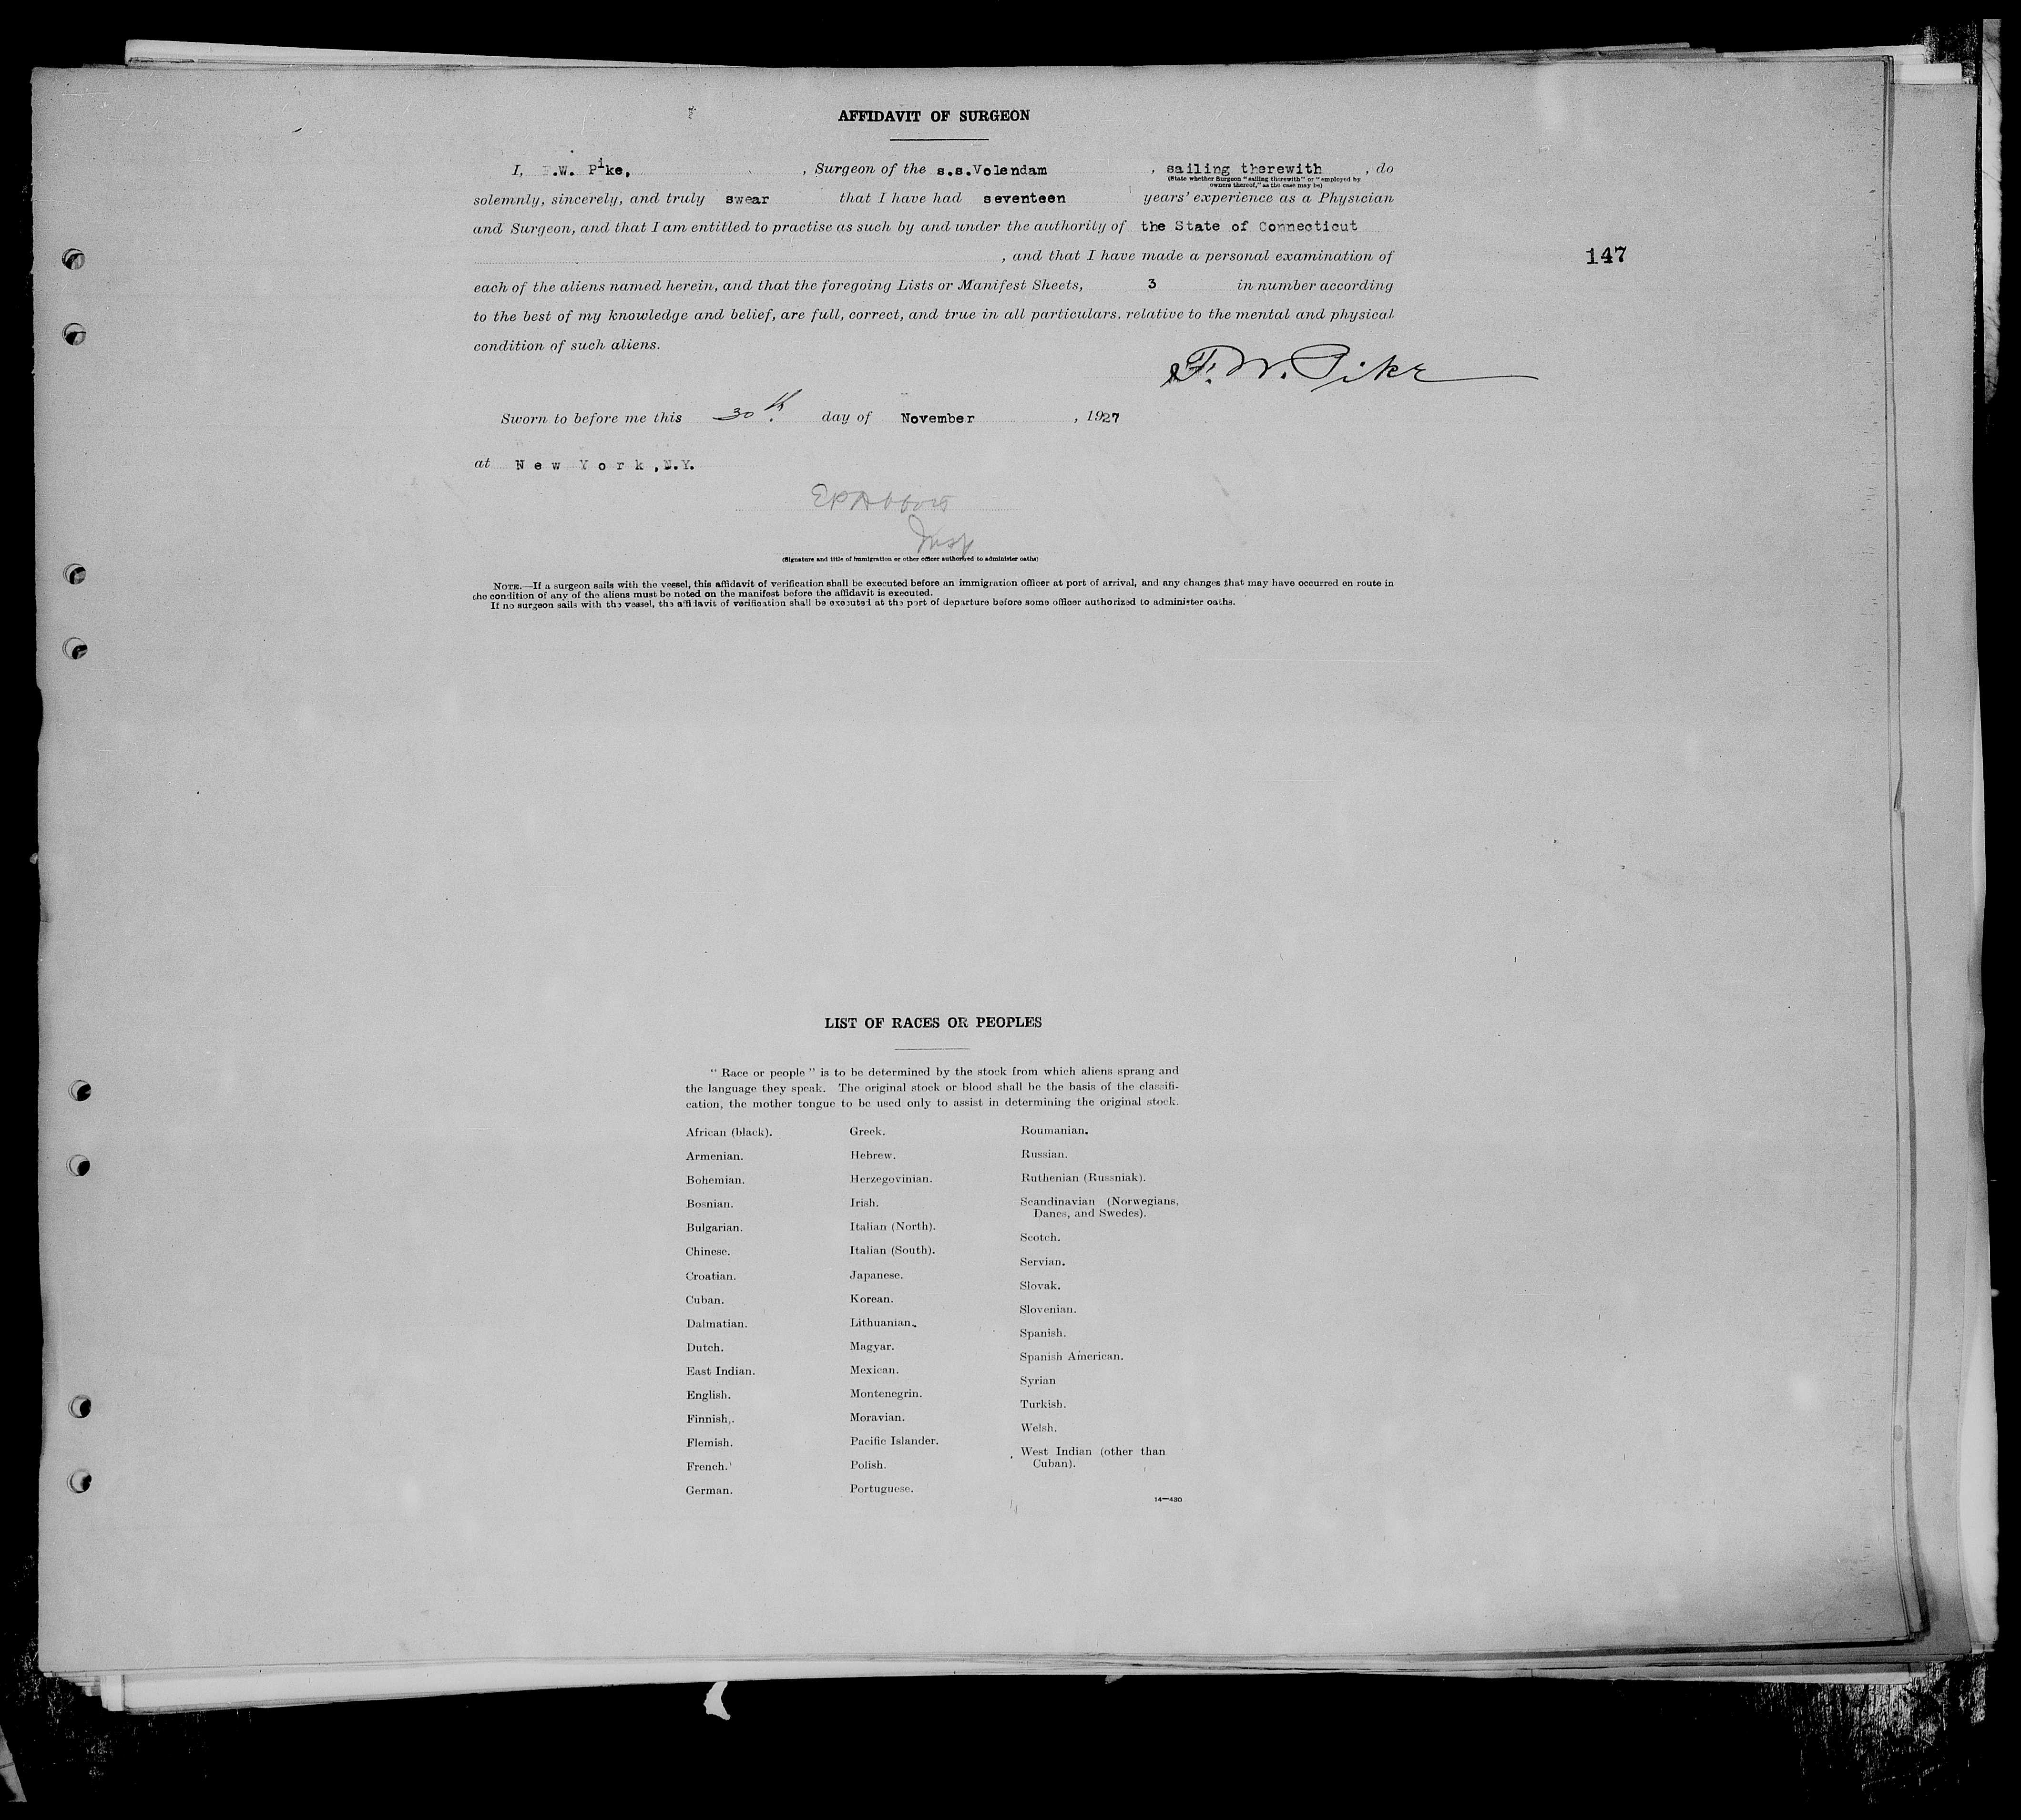 AFFIDAVIT OF SURGEON
I, F.W. Pike, , Surgeon of the s.s.Volendam , sailing therewith , do
(State whether Surgeon "sailing therewith" or "employed by
owners thereof," as the case may be)
solemnly, sincerely, and truly swear that I have had seventeen years' experience as a Physician
and Surgeon, and that I am entitled to practise as such by and under the authority of the State of Connecticut
, and that I have made a personal examination of
147
each of the aliens named herein, and that the foregoing Lists or Manifest Sheets, 3 in number according
to the best of my knowledge and belief, are full, correct, and true in all particulars, relative to the mental and physical
condition of such aliens.
F. W. Pike
Sworn to before me this 30th day of November , 1927
at New York, N.Y.
E P Abbott
Insp
(Signature and title of immigration or other officer authorized to administer oaths)
NOTE.—If a surgeon sails with the vessel, this affidavit of verification shall be executed before an immigration officer at port of arrival, and any changes that may have occurred en route in
the condition of any of the aliens must be noted on the manifest before the affidavit is executed.
If no surgeon sails with the vessel, the affidavit of verification shall be executed at the port of departure before some officer authorized to administer oaths.
LIST OF RACES OR PEOPLES
"Race or people" is to be determined by the stock from which aliens sprang and
the language they speak. The original stock or blood shall be the basis of the classifi-
cation, the mother tongue to be used only to assist in determining the original stock.
African (black).
Armenian.
Bohemian.
Bosnian.
Bulgarian.
Chinese.
Croatian.
Cuban.
Dalmatian.
Dutch.
East Indian.
English.
Finnish.
Flemish.
French.
German.
Greek.
Hebrew.
Herzegovinian.
Irish.
Italian (North).
Italian (South).
Japanese.
Korean.
Lithuanian.
Magyar.
Mexican.
Montenegrin.
Moravian.
Pacific Islander.
Polish.
Portuguese.
Roumanian.
Russian.
Ruthenian (Russniak).
Scandinavian (Norwegians,
Danes, and Swedes).
Scotch.
Servian.
Slovak.
Slovenian.
Spanish.
Spanish American.
Syrian
Turkish.
Welsh.
West Indian (other than
Cuban).
14—430